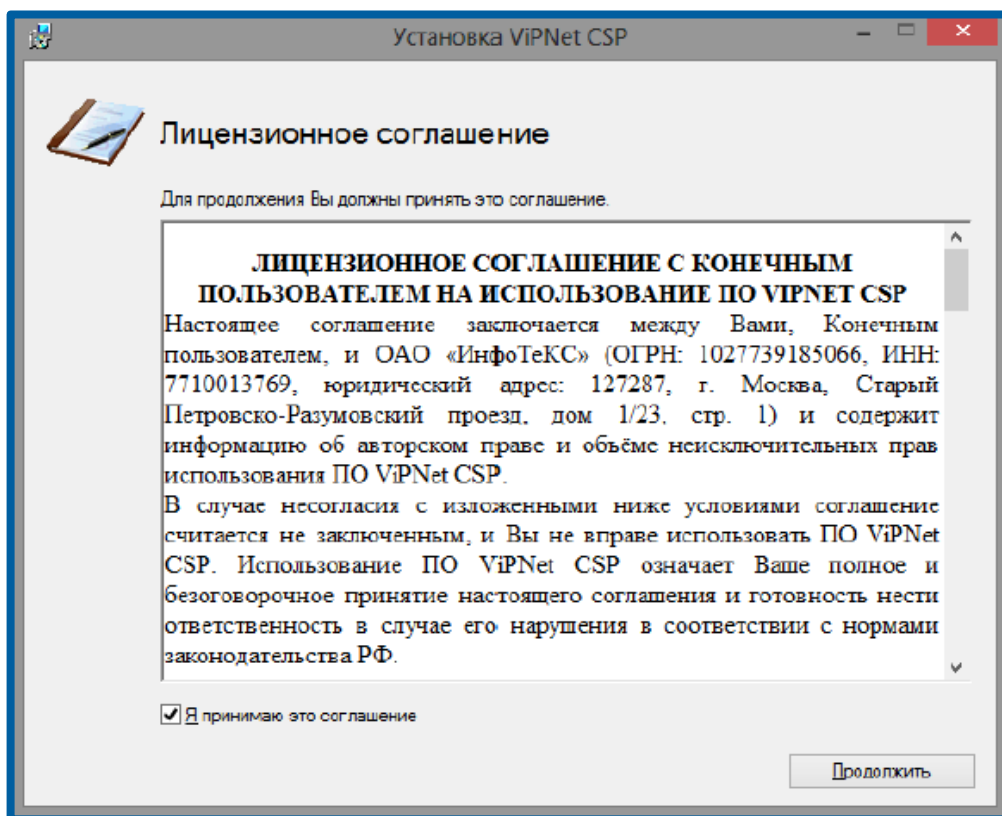 Установка ViPNet CSP
Лицензионное соглашение
Для продолжения Вы должны принять это соглашение.
ЛИЦЕНЗИОННОЕ СОГЛАШЕНИЕ С КОНЕЧНЫМ
ПОЛЬЗОВАТЕЛЕМ НА ИСПОЛЬЗОВАНИЕ ПО VIPNET CSP
Настоящее соглашение заключается между Вами, Конечным
пользователем, и ОАО «ИнфоТеКС» (ОГРН: 1027739185066, ИНН:
7710013769, юридический адрес: 127287, г. Москва, Старый
Петровско-Разумовский проезд, дом 1/23, стр. 1) и содержит
информацию об авторском праве и объёме неисключительных прав
использования ПО ViPNet CSP.
В случае несогласия с изложенными ниже условиями соглашение
считается не заключенным, и Вы не вправе использовать ПО ViPNet
CSP. Использование ПО ViPNet CSP означает Ваше полное и
безоговорочное принятие настоящего соглашения и готовность нести
ответственность в случае его нарушения в соответствии с нормами
законодательства РФ.
Я принимаю это соглашение
Продолжить